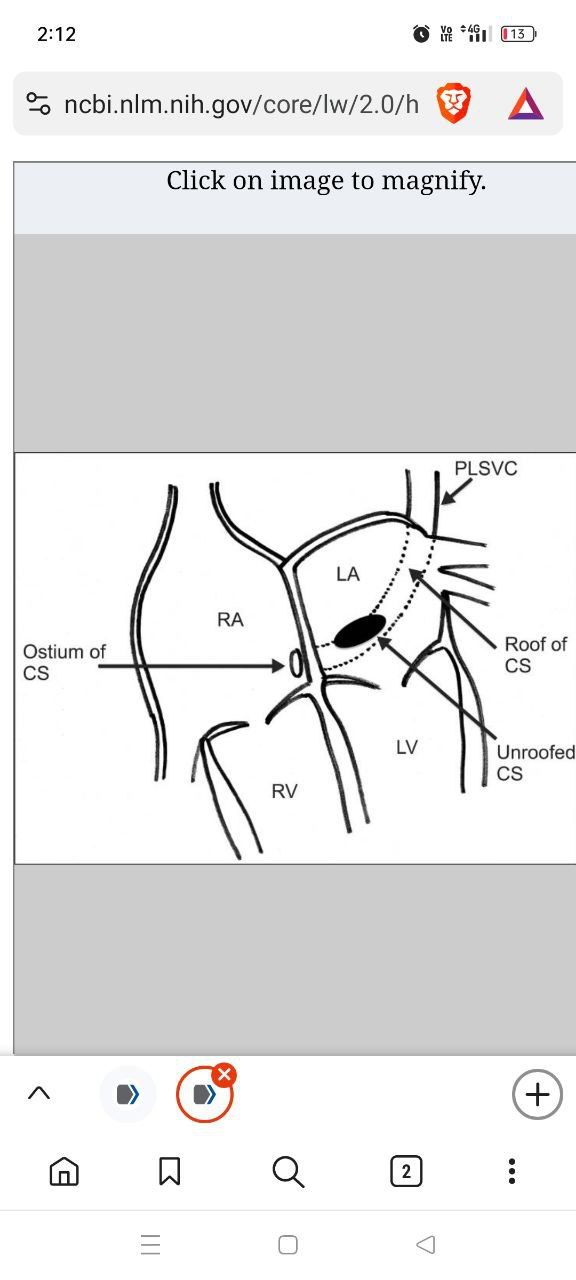 2:12
Vo
LTE
4G
13
ncbi.nlm.nih.gov/core/lw/2.0/h
Click on image to magnify.
PLSVC
LA
RA
Ostium of
CS
Roof of
CS
LV
Unroofed
CS
RV
2